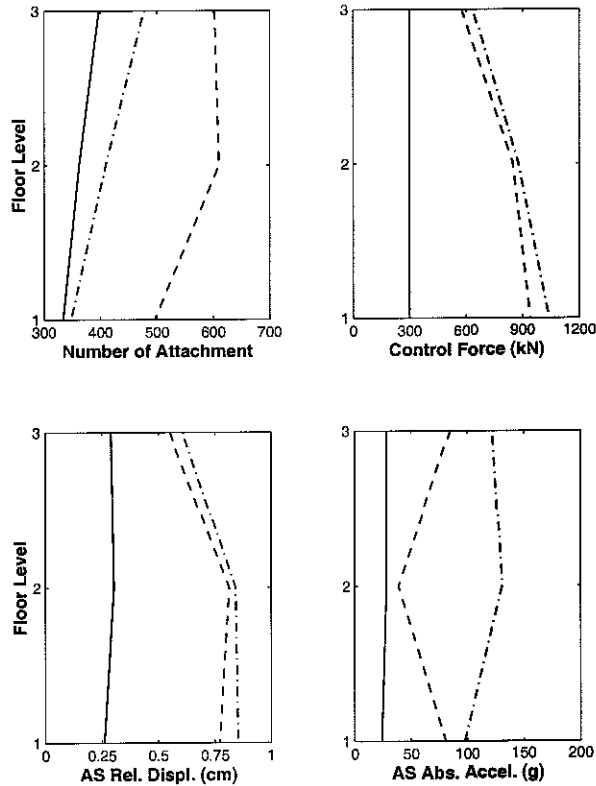 3
2
1
Floor Level
300 400 500 600 700
Number of Attachment
3
2
1
0 300 600 900 1200
Control Force (kN)
3
2
1
Floor Level
0 0.25 0.5 0.75 1
AS Rel. Displ. (cm)
3
2
1
0 50 100 150 200
AS Abs. Accel. (g)